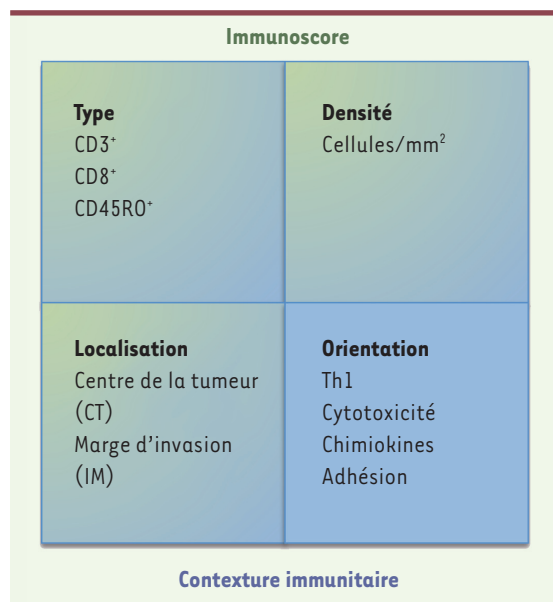 Immunoscore
Type
CD3⁺
CD8⁺
CD45RO⁺
Densité
Cellules/mm²
Localisation
Centre de la tumeur
(CT)
Marge d'invasion
(IM)
Orientation
Th1
Cytotoxicité
Chimiokines
Adhésion
Contexture immunitaire